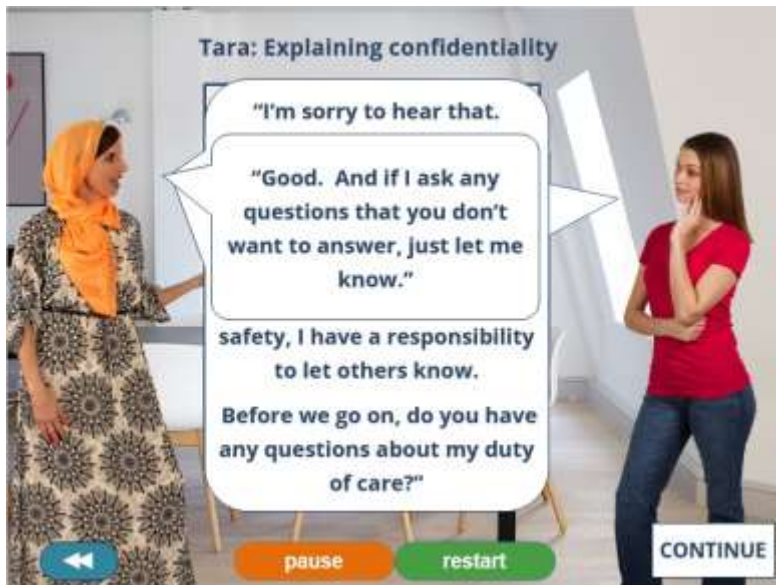 Tara: Explaining confidentiality
“I’m sorry to hear that.
“Good.  And if I ask any
questions that you don’t
want to answer, just let me
know.”
safety, I have a responsibility
to let others know.
Before we go on, do you have
any questions about my duty
of care?”
pause
restart
CONTINUE